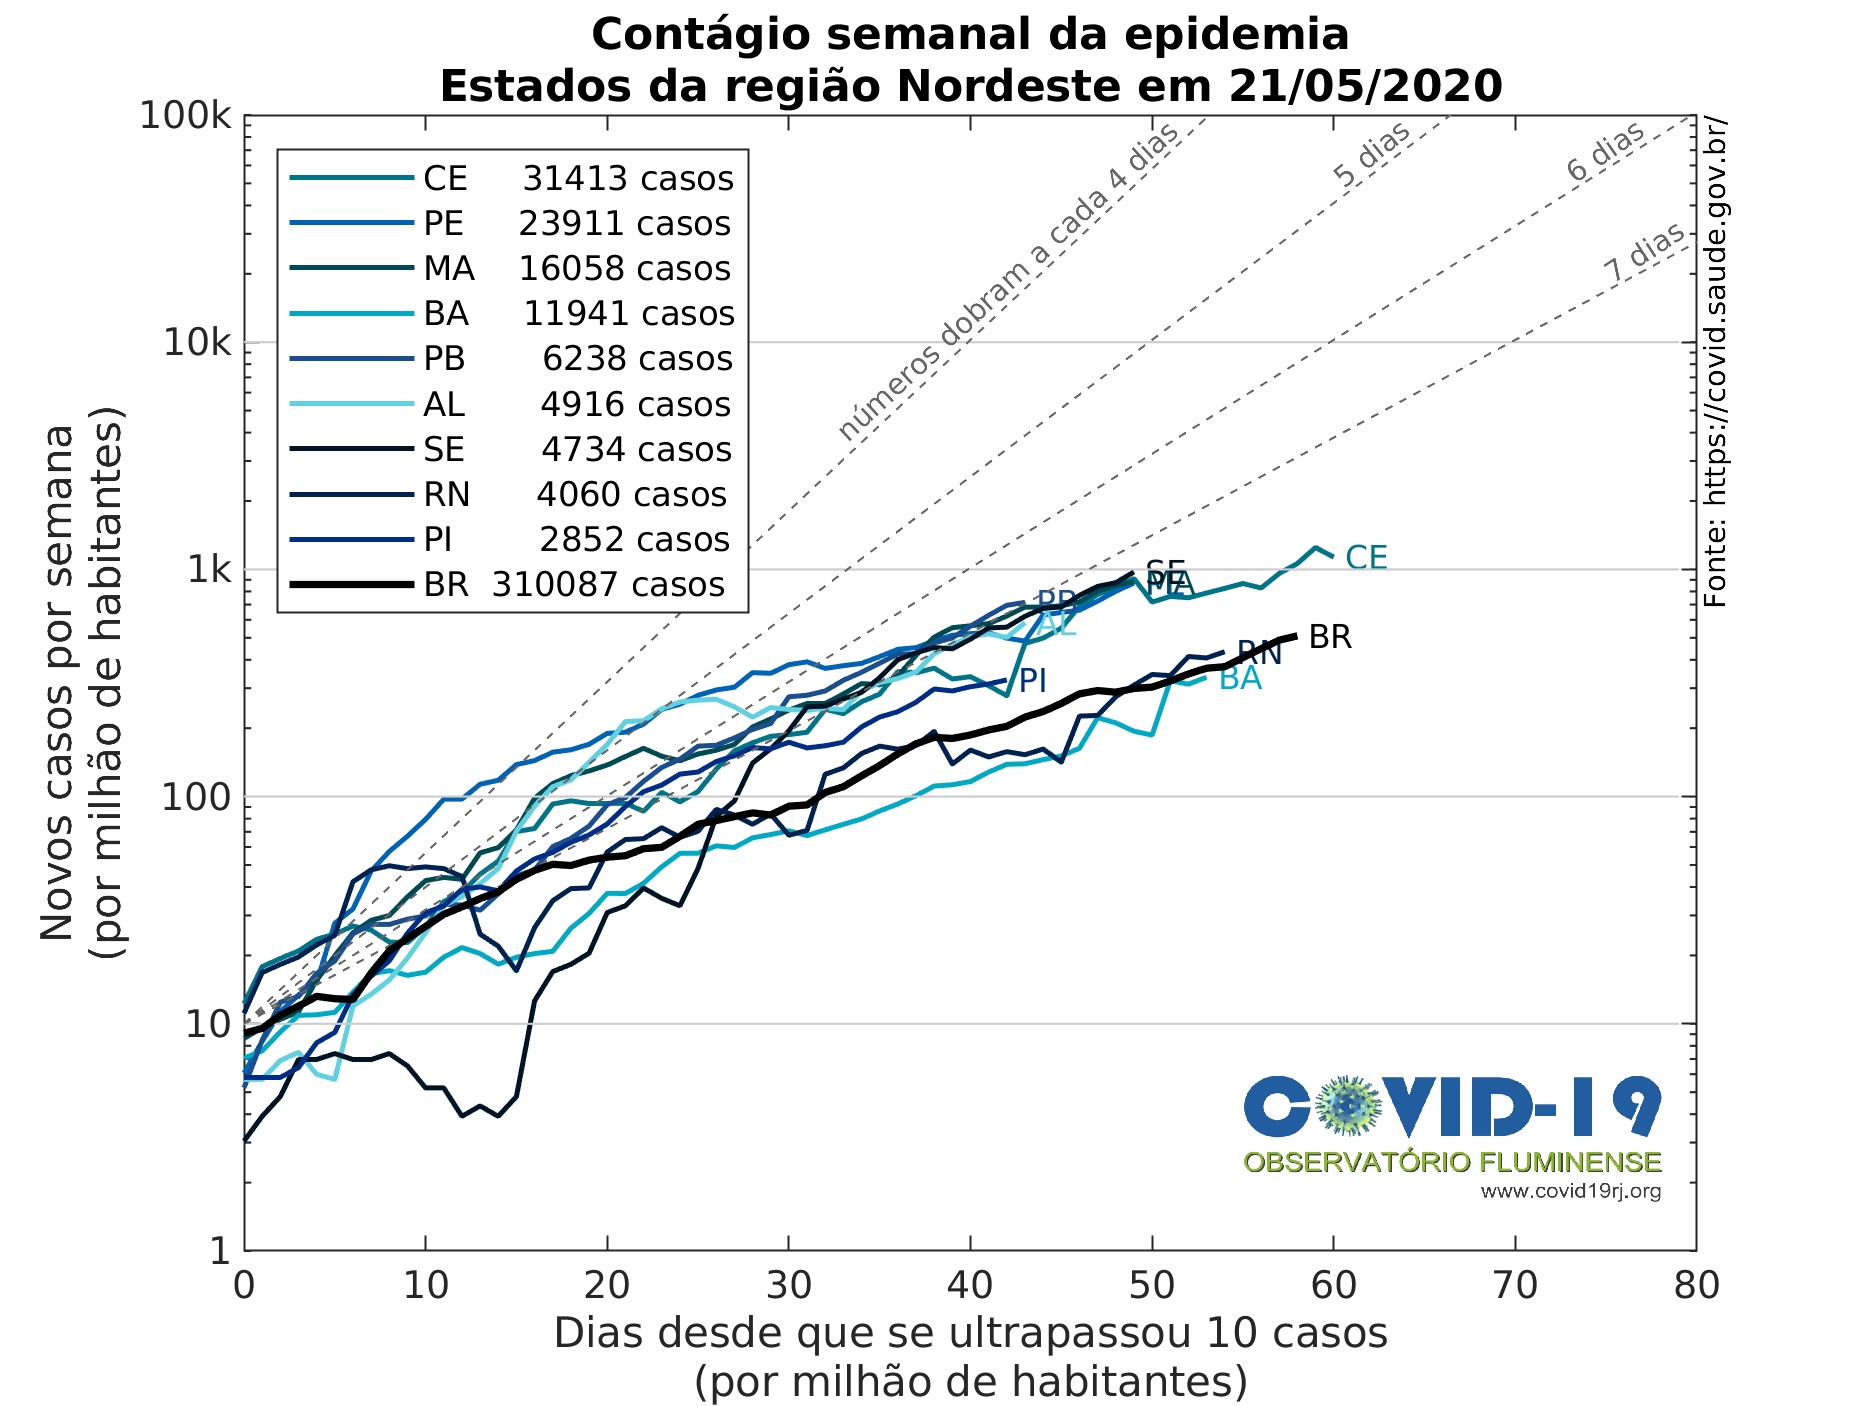 Contágio semanal da epidemia
Estados da região Nordeste em 21/05/2020
Novos casos por semana
(por milhão de habitantes)
100k
10k
1k
100
10
1
CE 31413 casos
PE 23911 casos
MA 16058 casos
BA 11941 casos
PB 6238 casos
AL 4916 casos
SE 4734 casos
RN 4060 casos
PI 2852 casos
BR 310087 casos
números dobram a cada 4 dias
5 dias
6 dias
7 dias
CE
SE
MA
PB
AL
BR
RN
BA
PI
Fonte: https://covid.saude.gov.br/
COVID-19
OBSERVATÓRIO FLUMINENSE
www.covid19rj.org
0 10 20 30 40 50 60 70 80
Dias desde que se ultrapassou 10 casos
(por milhão de habitantes)